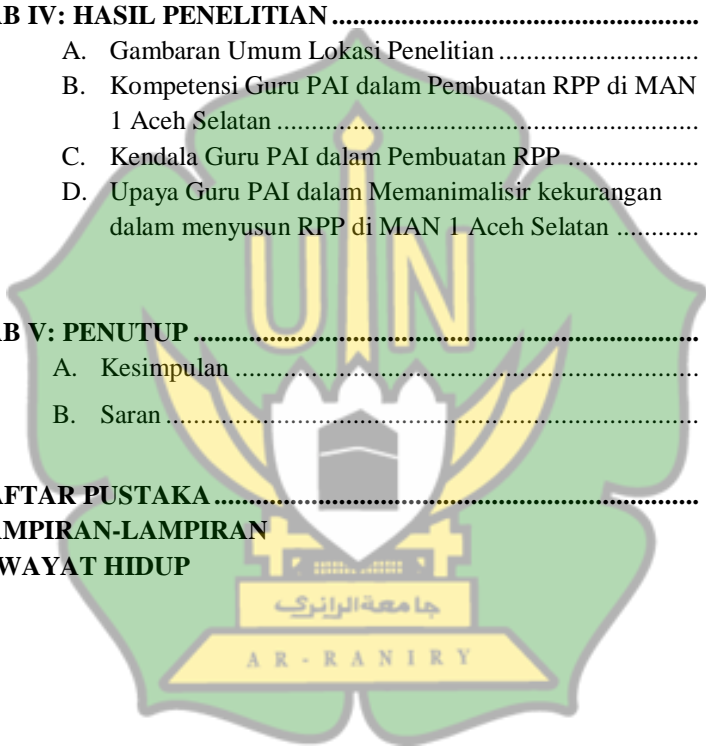 AB IV: HASIL PENELITIAN .....................................................
A. Gambaran Umum Lokasi Penelitian .............................
B. Kompetensi Guru PAI dalam Pembuatan RPP di MAN
1 Aceh Selatan .............................................................
C. Kendala Guru PAI dalam Pembuatan RPP ...................
D. Upaya Guru PAI dalam Memanimalisir kekurangan
dalam menyusun RPP di MAN 1 Aceh Selatan ............
UIN
AB V: PENUTUP .........................................................................
A. Kesimpulan ...................................................................
B. Saran .............................................................................
AFTAR PUSTAKA ......................................................................
AMPIRAN-LAMPIRAN
WAYAT HIDUP
جامعة الرانري
AR-RANIRY